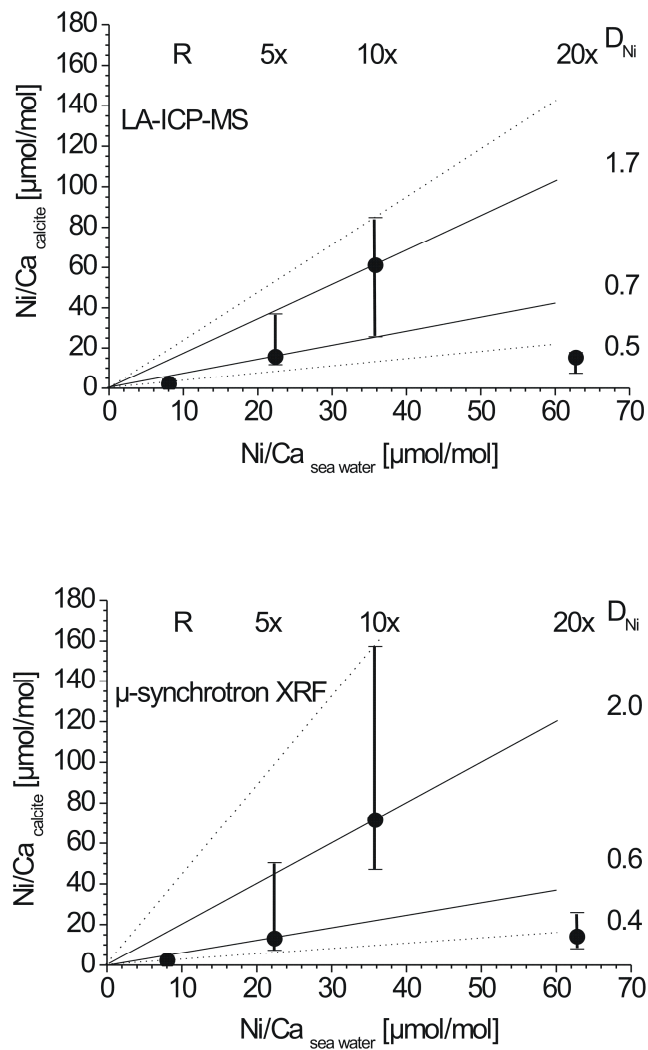 180 R 5x 10x 20x D Ni
160
LA-ICP-MS
140
120 1.7
100
80
60 0.7
40
20 0.5
0
0 10 20 30 40 50 60 70
Ni/Ca calcite [µmol/mol]
Ni/Ca sea water [µmol/mol]
180 R 5x 10x 20x D Ni
160
µ-synchrotron XRF
140
120 2.0
100
80
60 0.6
40
20 0.4
0
0 10 20 30 40 50 60 70
Ni/Ca calcite [µmol/mol]
Ni/Ca sea water [µmol/mol]